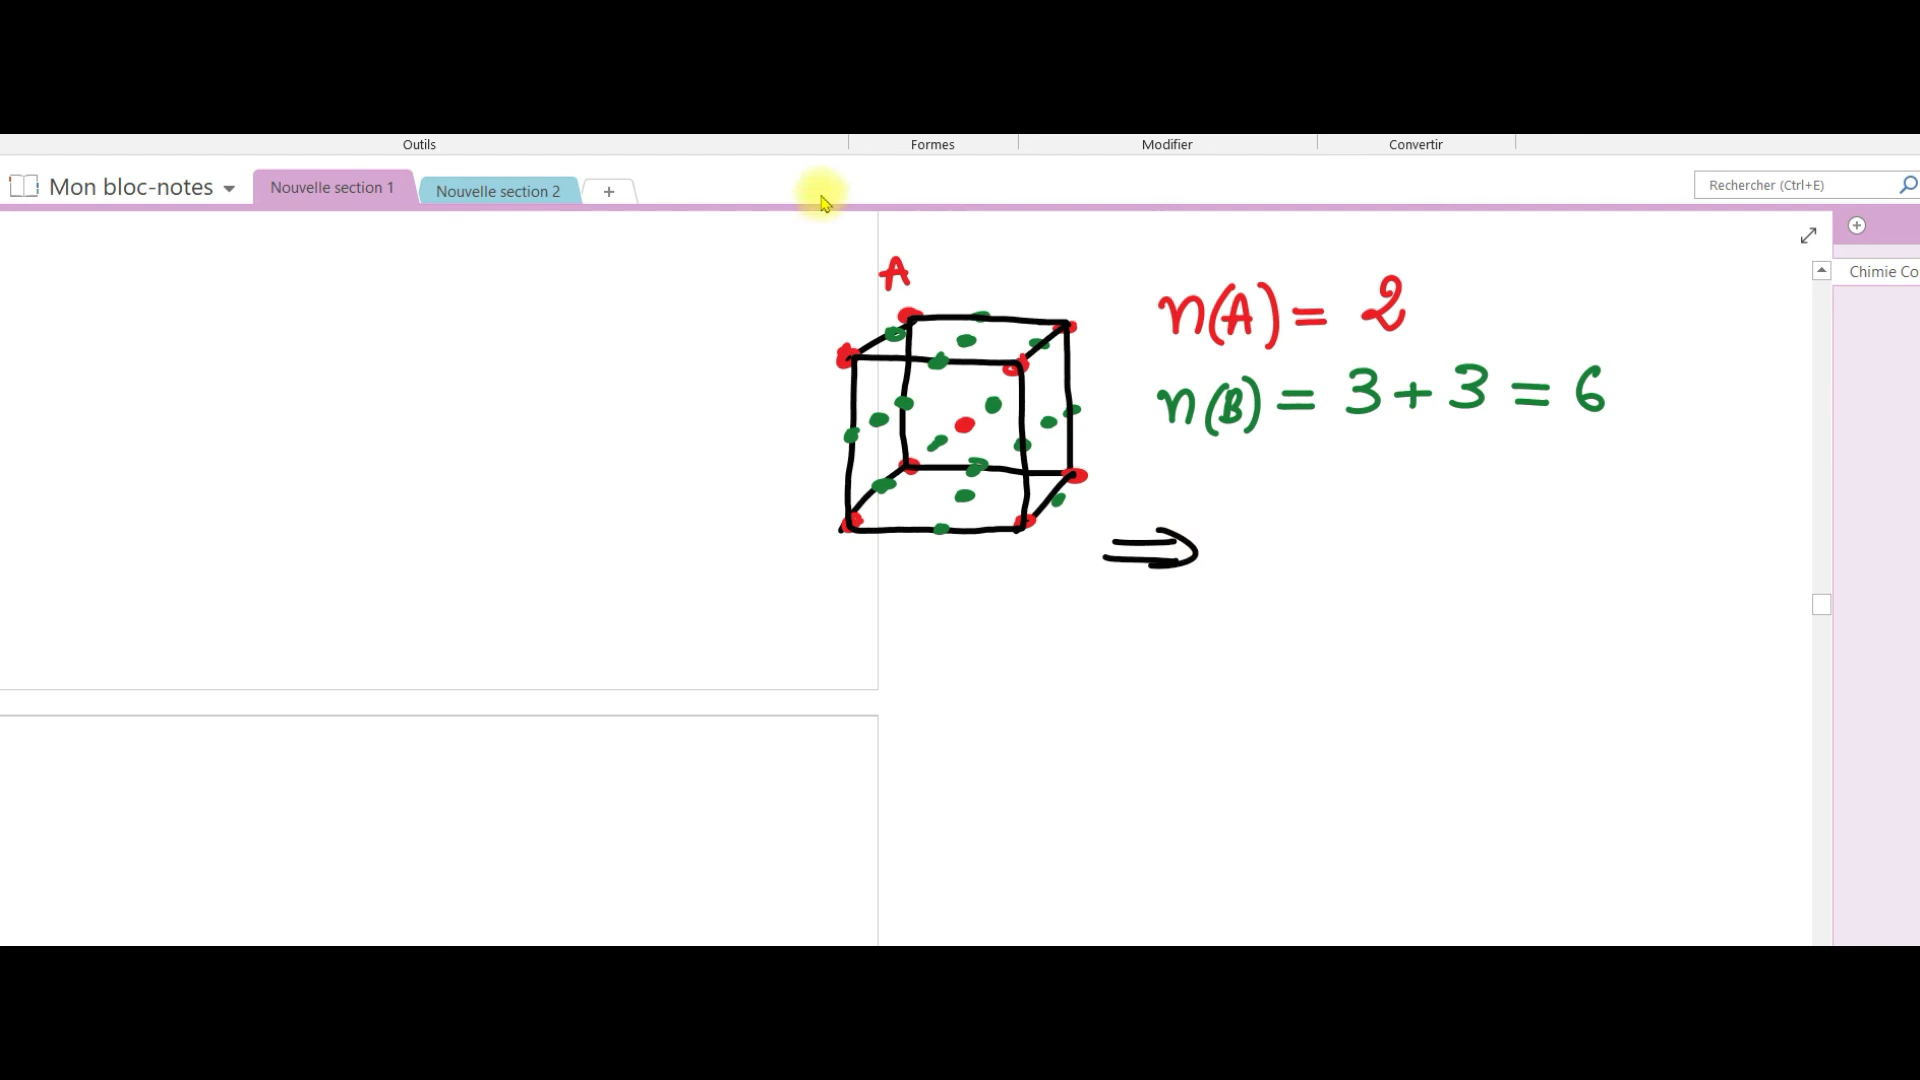 Outils Formes Modifier Convertir
Mon bloc-notes Nouvelle section 1 Nouvelle section 2 + Rechercher (Ctrl+E)
Chimie Co
A
n(A) = 2
n(B) = 3 + 3 = 6
⇒